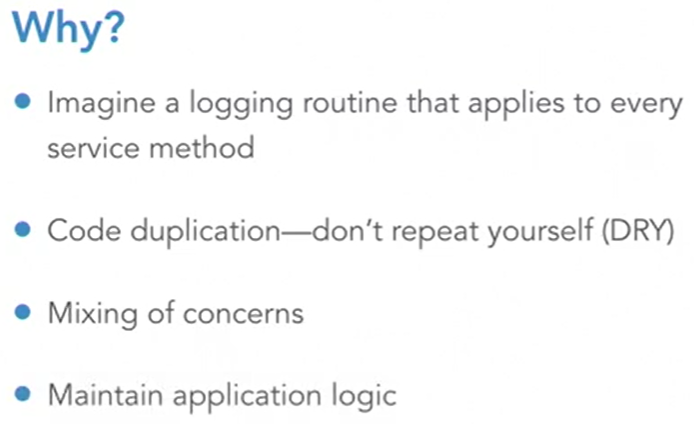 Why?
Imagine a logging routine that applies to every
service method
Code duplication—don't repeat yourself (DRY)
Mixing of concerns
Maintain application logic